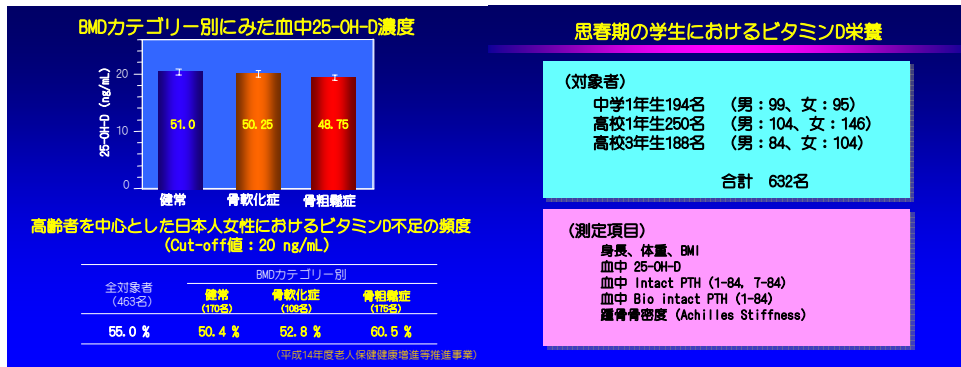 BMDカテゴリー別にみた血中25-OH-D濃度
25-OH-D (ng/mL)
20
10
0
51.0
50.25
48.75
健常
骨軟化症
骨粗鬆症
高齢者を中心とした日本人女性におけるビタミンD不足の頻度
(Cut-off値：20 ng/mL)
全対象者
(463名)
BMDカテゴリー別
健常
(170名)
骨軟化症
(108名)
骨粗鬆症
(175名)
55.0 %
50.4 %
52.8 %
60.5 %
(平成14年度老人保健健康増進等推進事業)
思春期の学生におけるビタミンD栄養
(対象者)
中学1年生194名 (男：99、女：95)
高校1年生250名 (男：104、女：146)
高校3年生188名 (男：84、女：104)
合計 632名
(測定項目)
身長、体重、BMI
血中 25-OH-D
血中 Intact PTH (1-84, 7-84)
血中 Bio intact PTH (1-84)
踵骨骨密度 (Achilles Stiffness)